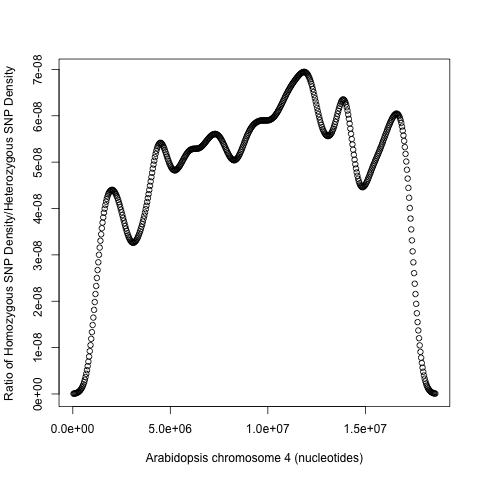 Ratio of Homozygous SNP Density/Heterozygous SNP Density
7e-08
6e-08
5e-08
4e-08
3e-08
2e-08
1e-08
0e+00
0.0e+00 5.0e+06 1.0e+07 1.5e+07
Arabidopsis chromosome 4 (nucleotides)